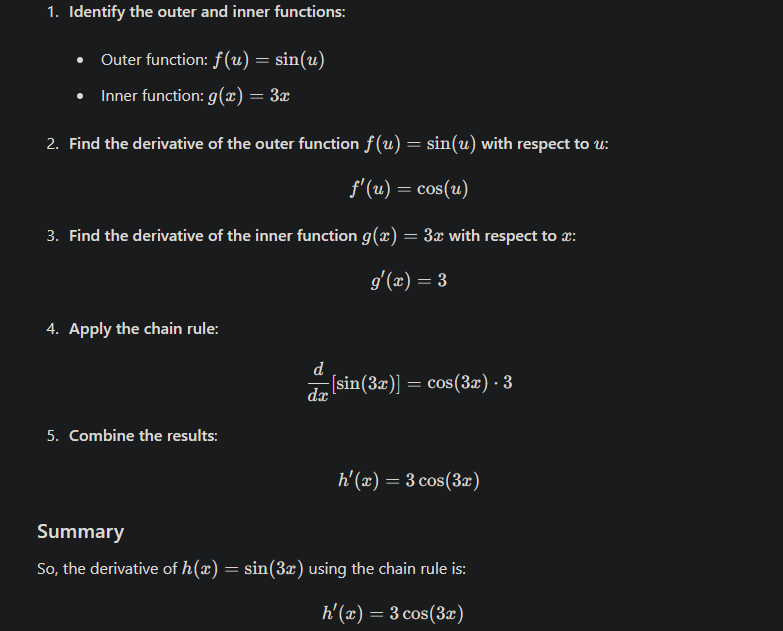 1. Identify the outer and inner functions:
• Outer function: f(u) = sin(u)
• Inner function: g(x) = 3x
2. Find the derivative of the outer function f(u) = sin(u) with respect to u:
f′(u) = cos(u)
3. Find the derivative of the inner function g(x) = 3x with respect to x:
g′(x) = 3
4. Apply the chain rule:
d/dx [sin(3x)] = cos(3x) · 3
5. Combine the results:
h′(x) = 3 cos(3x)
Summary
So, the derivative of h(x) = sin(3x) using the chain rule is:
h′(x) = 3 cos(3x)